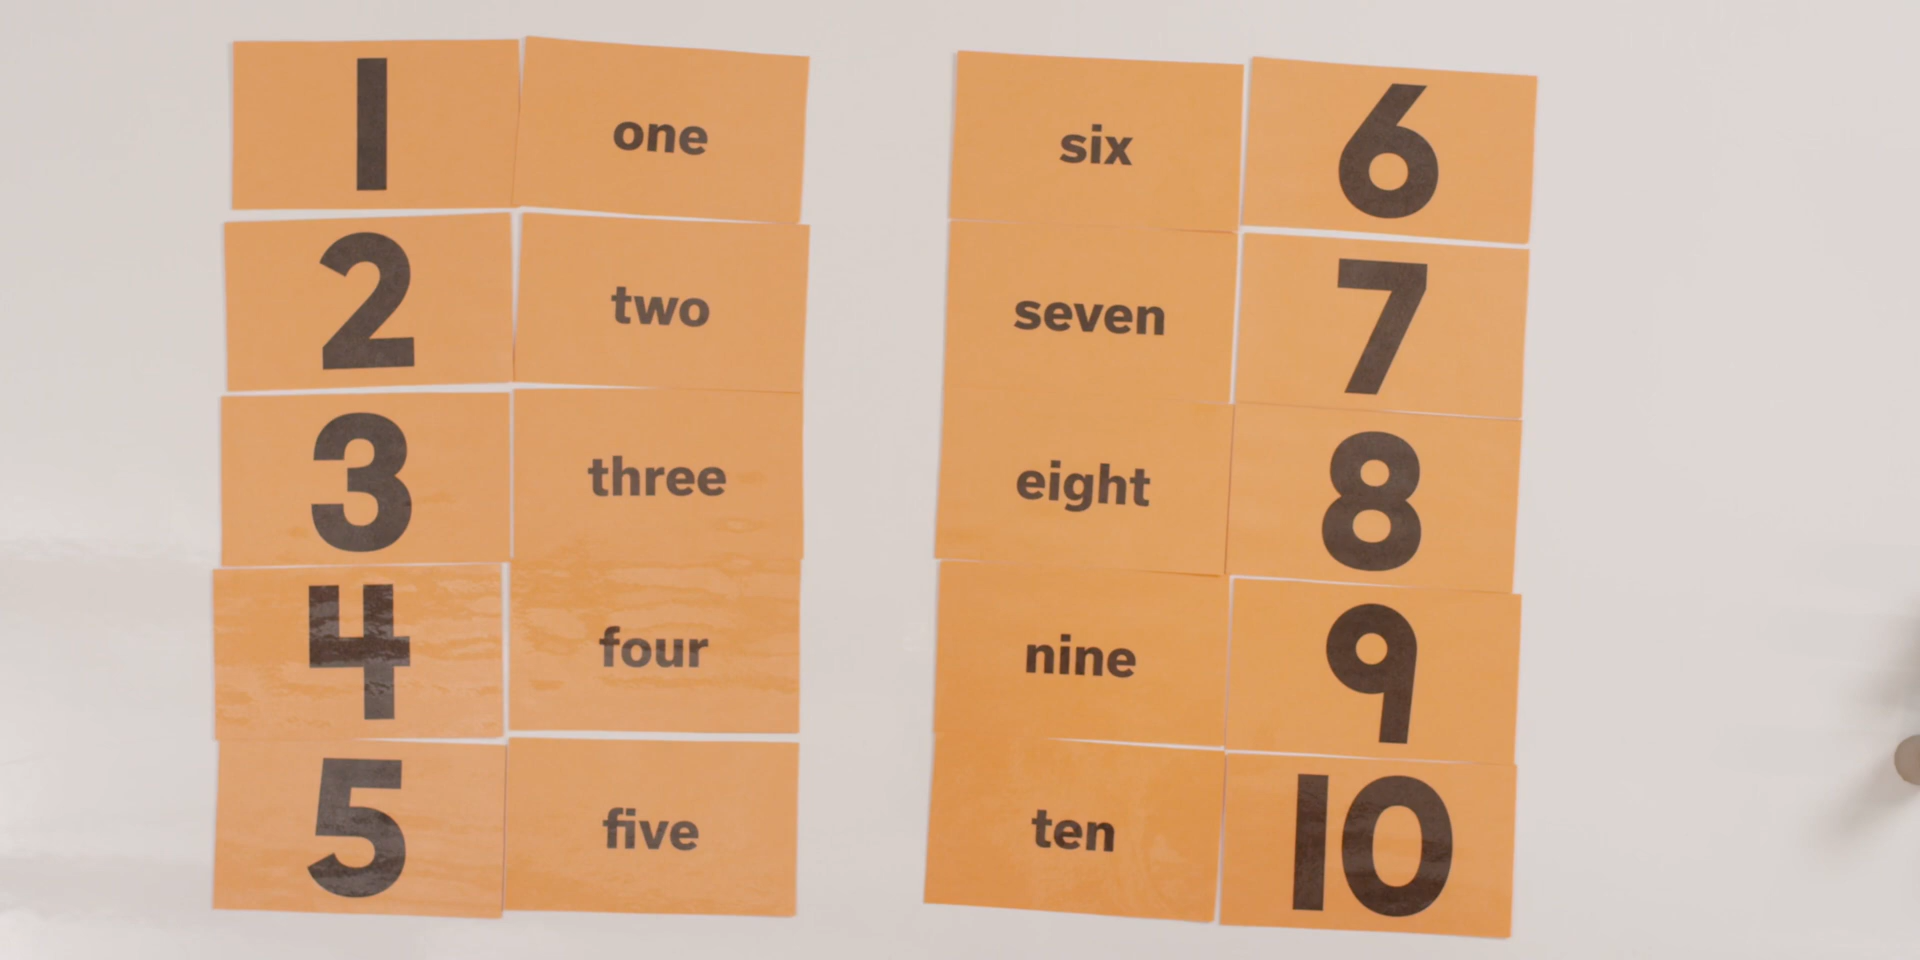 1 one
2 two
3 three
4 four
5 five
six 6
seven 7
eight 8
nine 9
ten 10